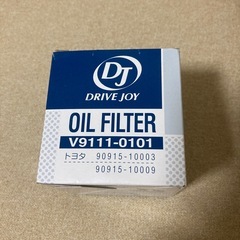 DJ
DRIVE JOY
OIL FILTER
V9111-0101
トヨタ 90915-10003
90915-10009